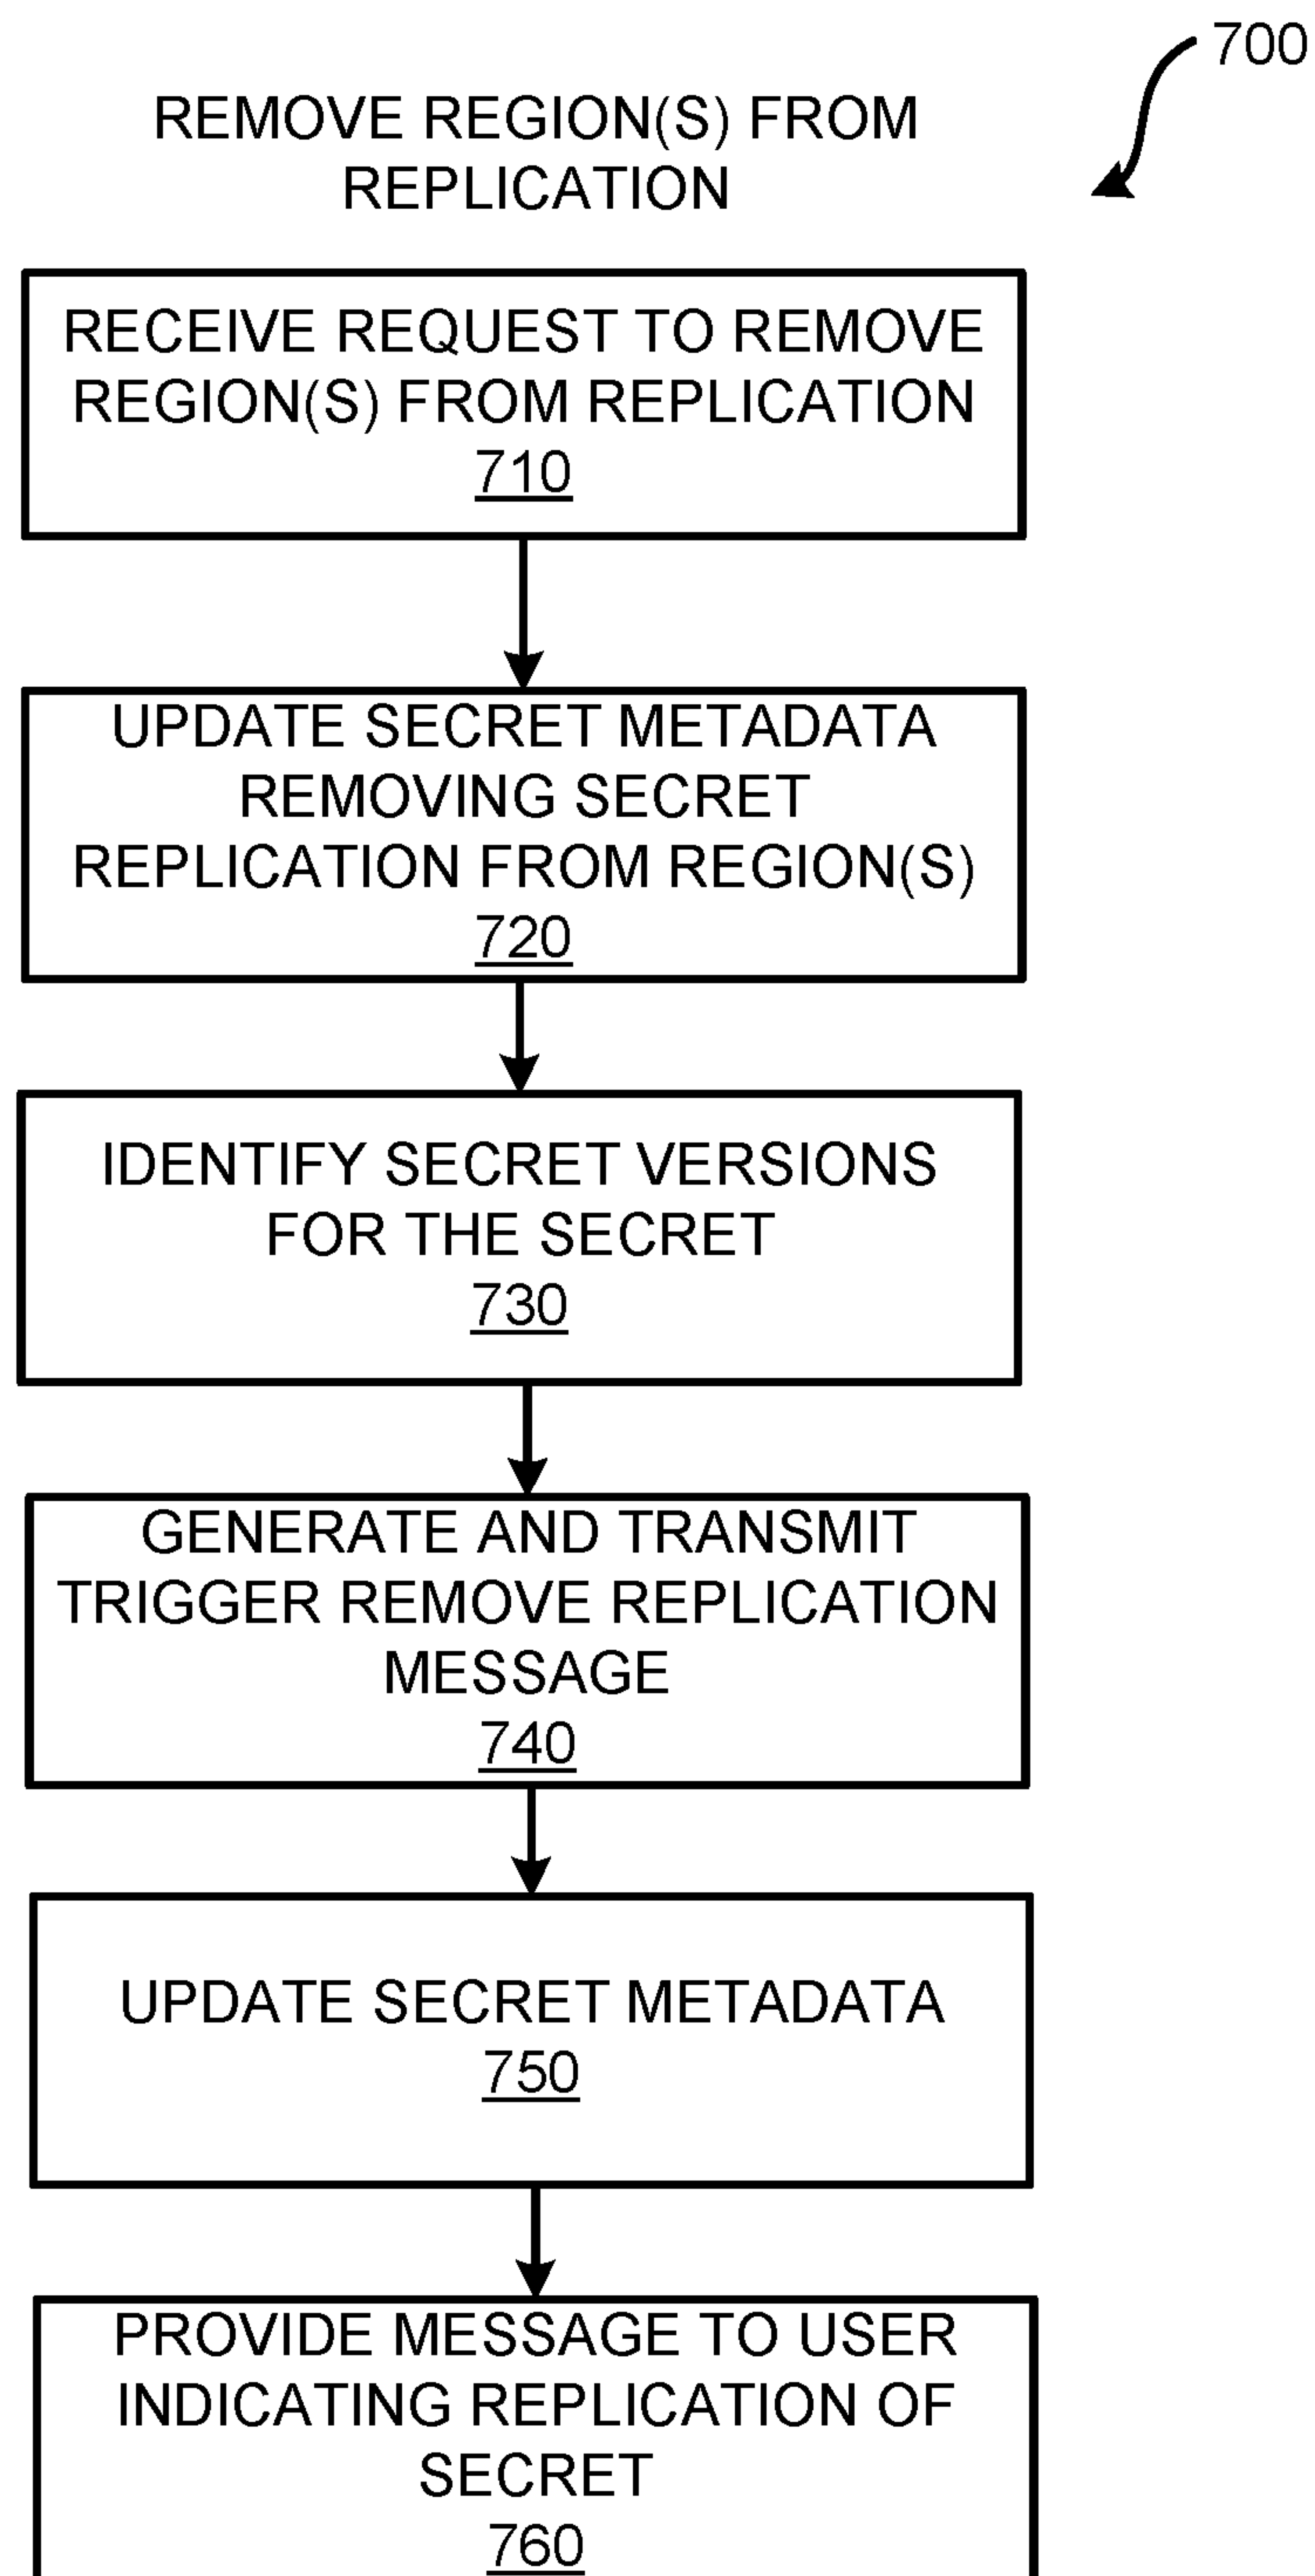 700
REMOVE REGION(S) FROM
REPLICATION
RECEIVE REQUEST TO REMOVE
REGION(S) FROM REPLICATION
710
UPDATE SECRET METADATA
REMOVING SECRET
REPLICATION FROM REGION(S)
720
IDENTIFY SECRET VERSIONS
FOR THE SECRET
730
GENERATE AND TRANSMIT
TRIGGER REMOVE REPLICATION
MESSAGE
740
UPDATE SECRET METADATA
750
PROVIDE MESSAGE TO USER
INDICATING REPLICATION OF
SECRET
760